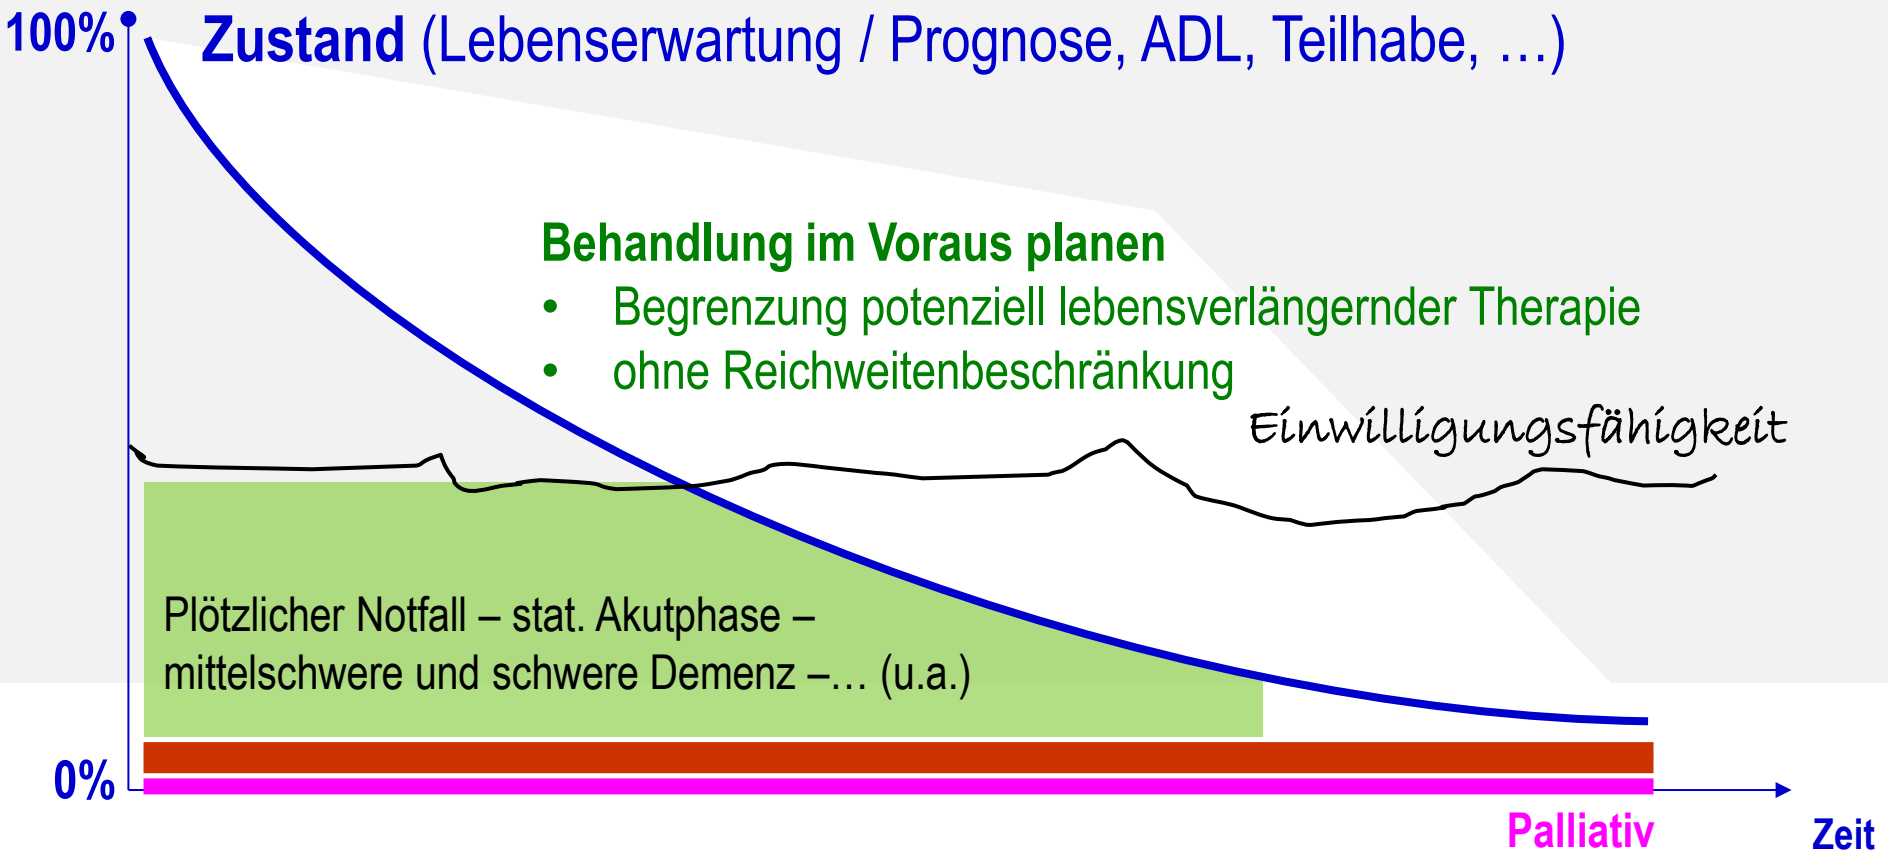 100%
Zustand (Lebenserwartung / Prognose, ADL, Teilhabe, …)
Behandlung im Voraus planen
• Begrenzung potenziell lebensverlängernder Therapie
• ohne Reichweitenbeschränkung
Einwilligungsfähigkeit
Plötzlicher Notfall – stat. Akutphase –
mittelschwere und schwere Demenz –… (u.a.)
0%
Palliativ
Zeit